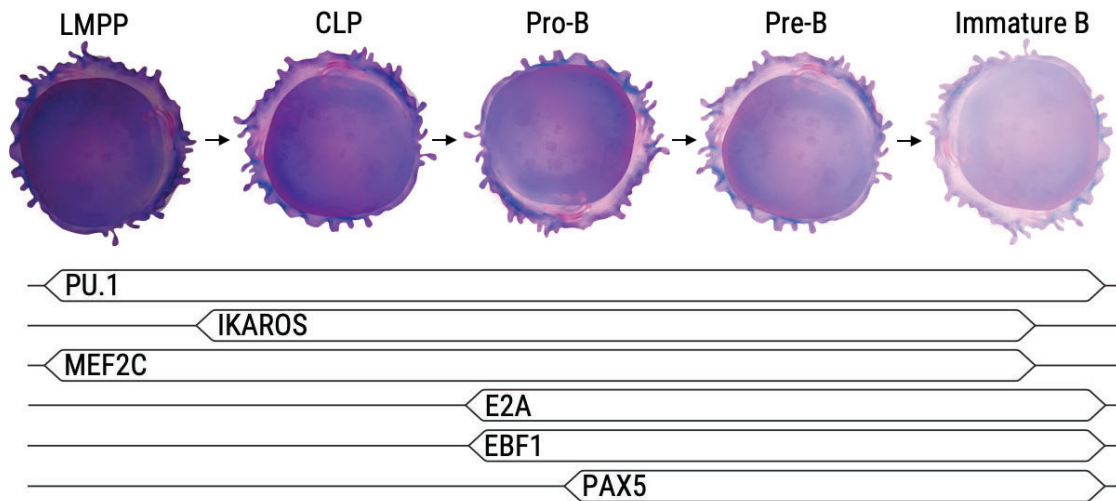 LMPP CLP Pro-B Pre-B Immature B
PU.1
IKAROS
MEF2C
E2A
EBF1
PAX5